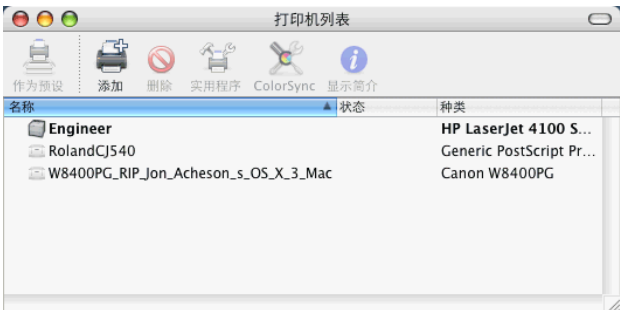 打印机列表
作为预设 添加 删除 实用程序 ColorSync 显示简介
名称 状态 种类
Engineer HP LaserJet 4100 S...
RolandCJ540 Generic PostScript Pr...
W8400PG_RIP_Jon_Acheson_s_OS_X_3_Mac Canon W8400PG